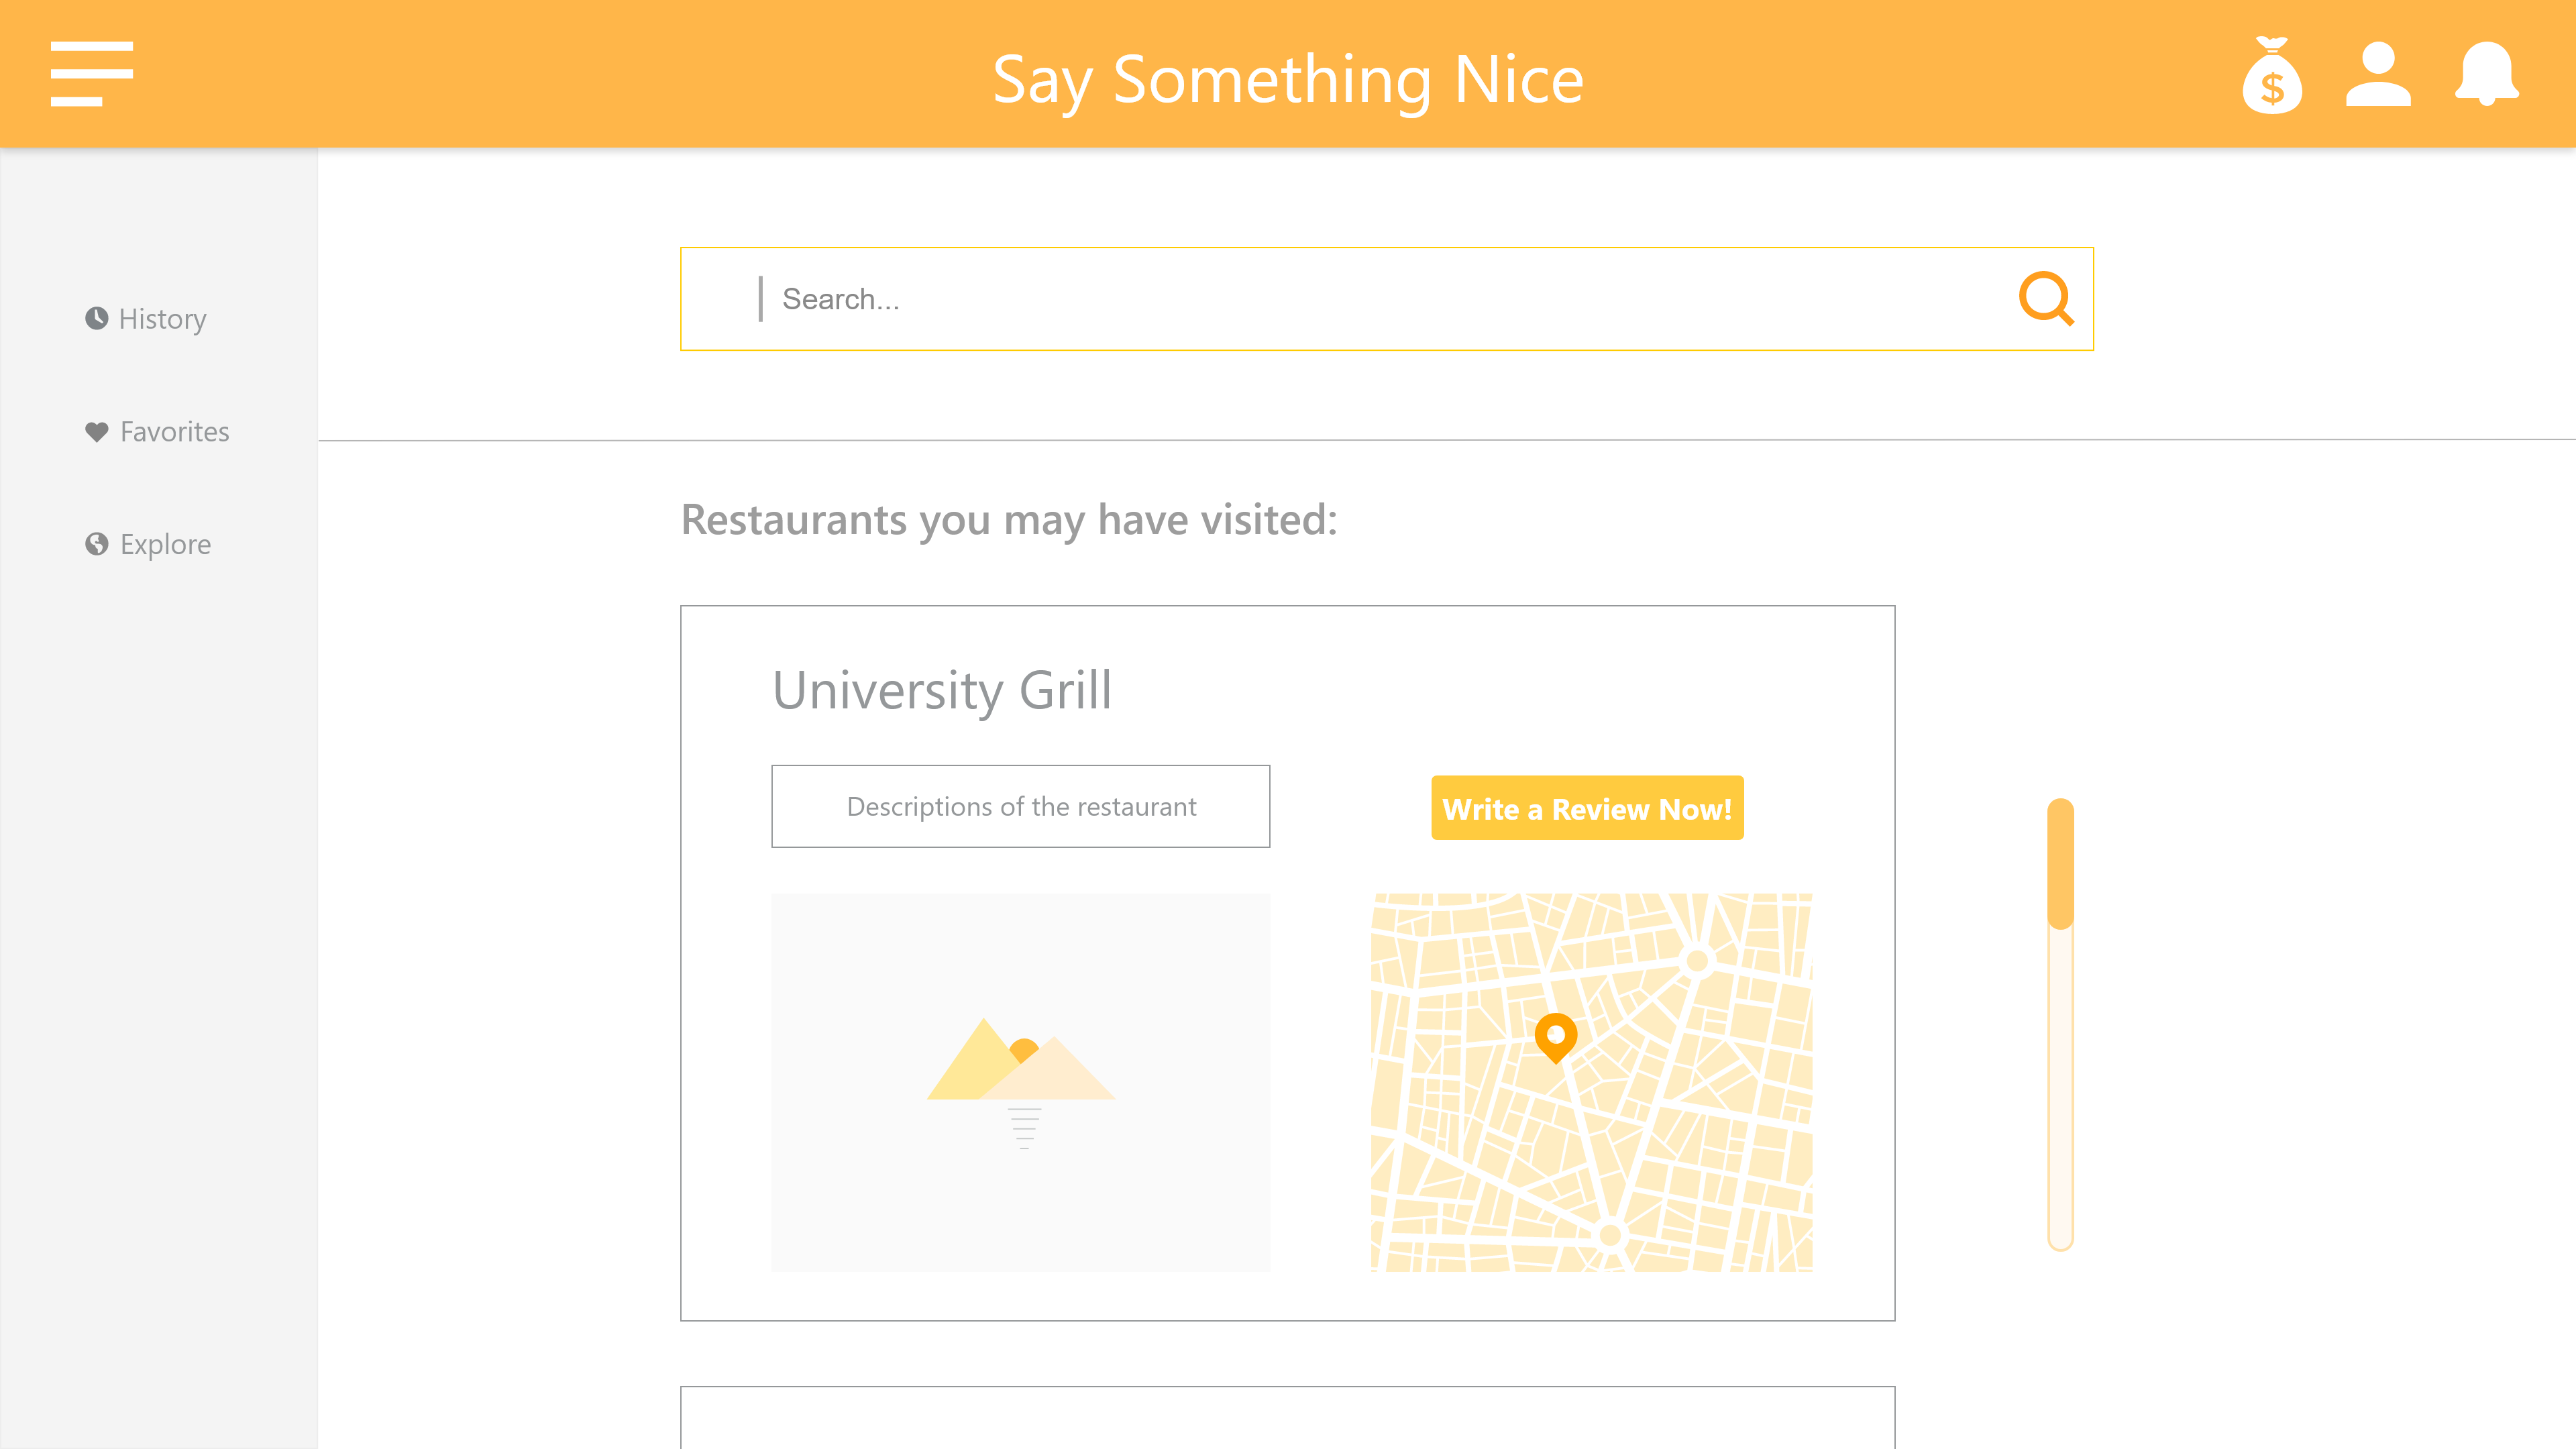 Say Something Nice
$
Search...
History
Favorites
Explore
Restaurants you may have visited:
University Grill
Descriptions of the restaurant
Write a Review Now!